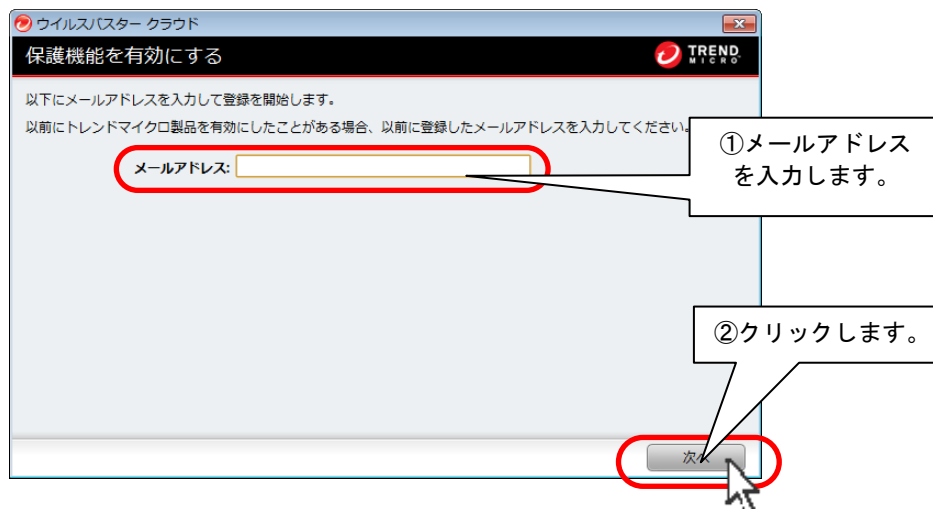 ウイルスバスター クラウド
保護機能を有効にする
TREND
MICRO
以下にメールアドレスを入力して登録を開始します。
以前にトレンドマイクロ製品を有効にしたことがある場合、以前に登録したメールアドレスを入力してください。
メールアドレス:
①メールアドレス
を入力します。
②クリックします。
次へ